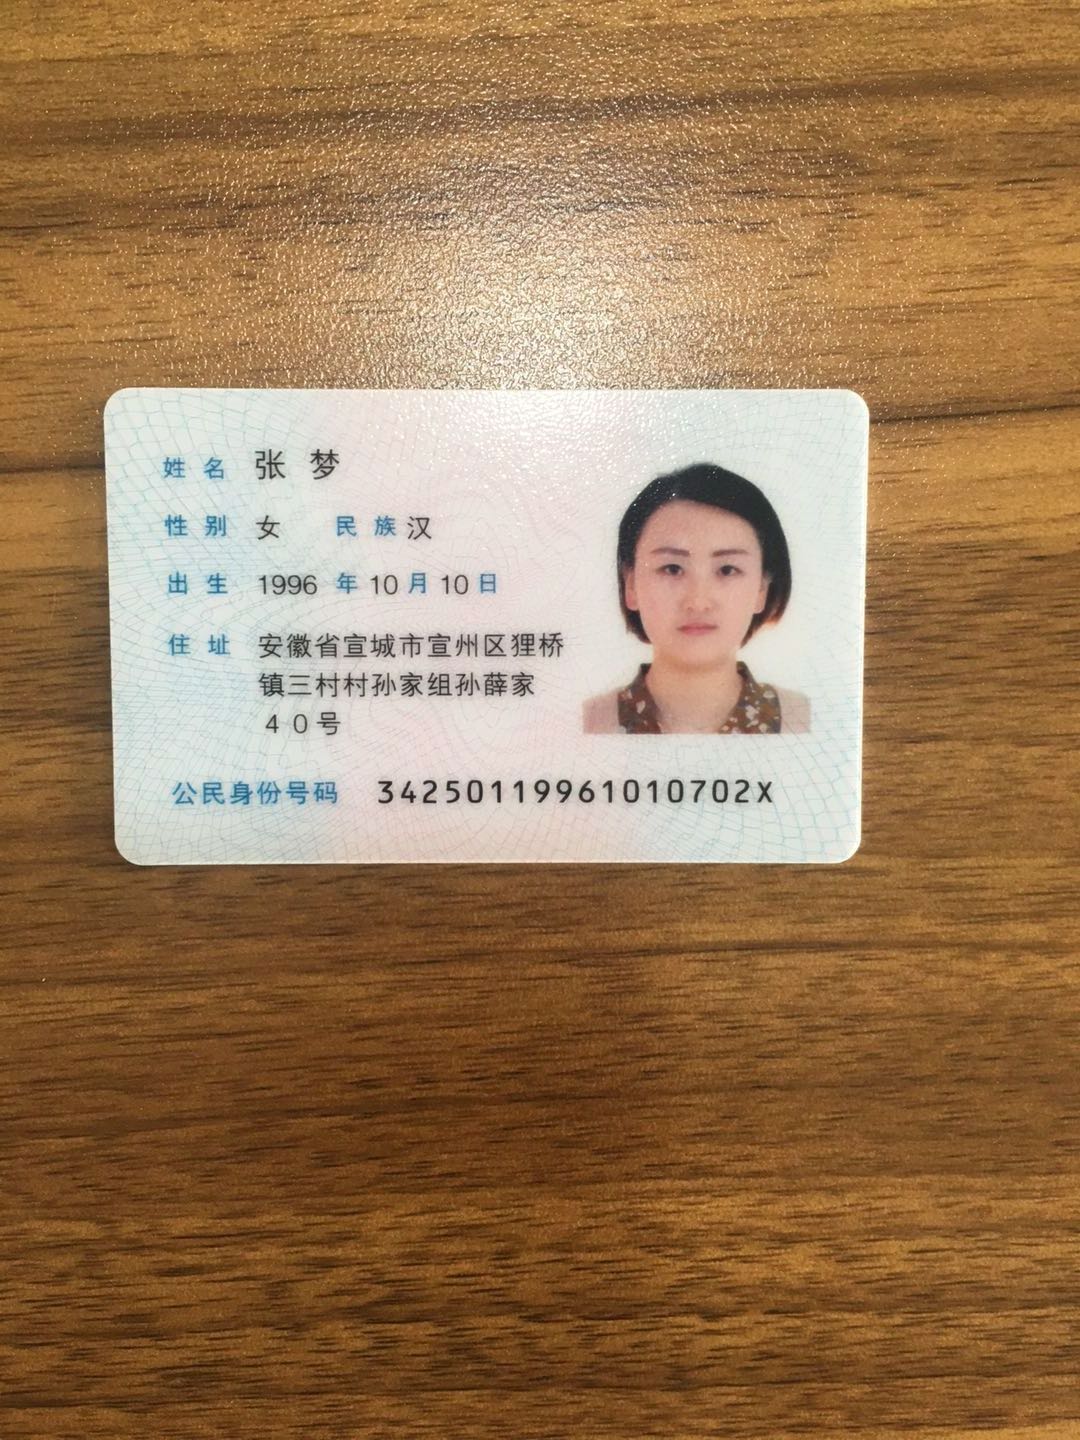 姓名 张梦
性别 女 民族 汉
出生 1996 年 10 月 10 日
住址 安徽省宣城市宣州区狸桥
镇三村村孙家组孙薛家
40号
公民身份号码 34250119961010702X